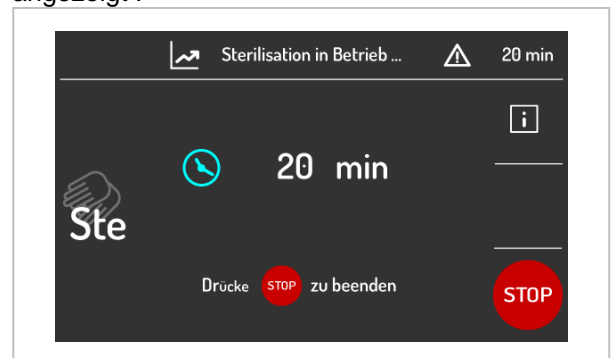 angezeigt :
Sterilisation in Betrieb ... 20 min
i
20 min
Ste
Drücke STOP zu beenden
STOP